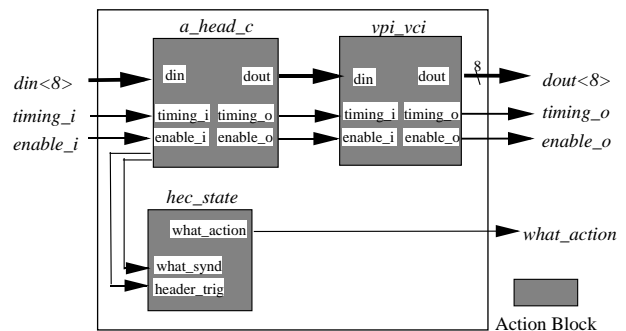 a_head_c vpi_vci
din<8> din dout din dout 8 dout<8>
timing_i timing_i timing_o timing_i timing_o timing_o
enable_i enable_i enable_o enable_i enable_o enable_o
hec_state
what_action what_action
what_synd
header_trig
Action Block